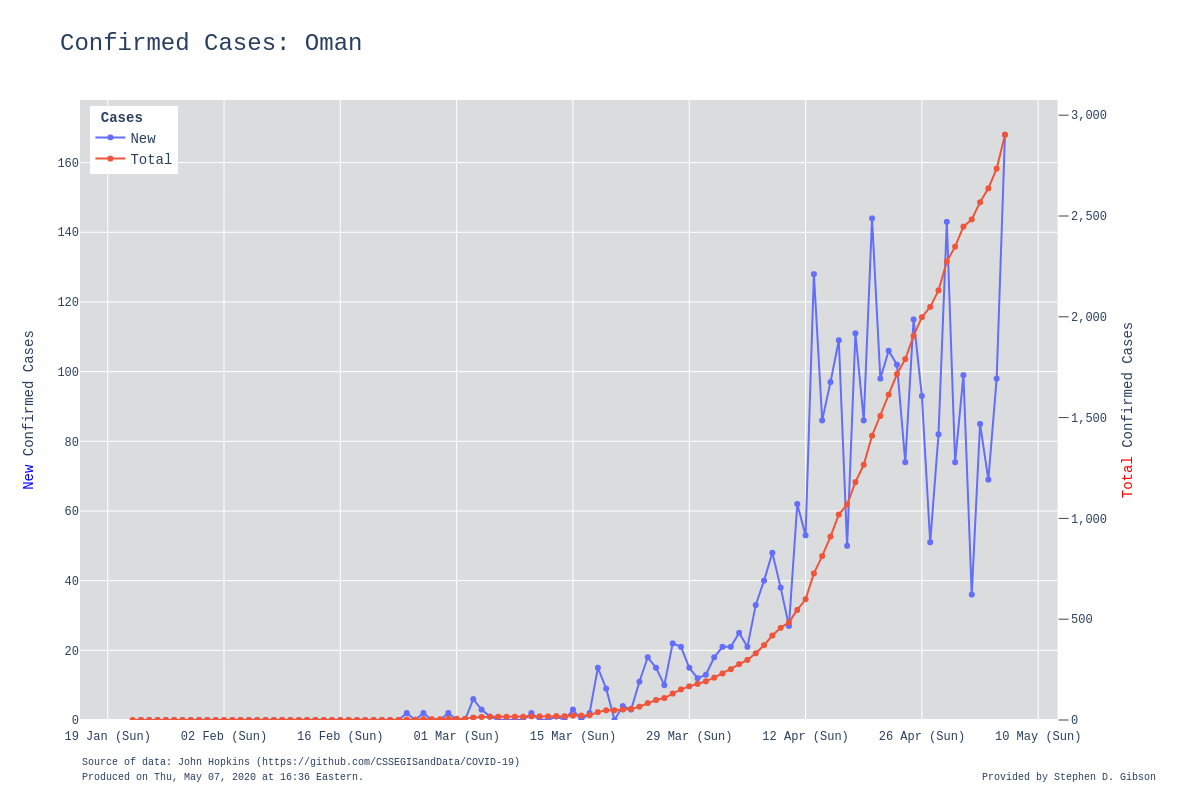 Confirmed Cases: Oman
Cases
New
Total
160
140
120
100
80
60
40
20
0
3,000
2,500
2,000
1,500
1,000
500
0
New Confirmed Cases
Total Confirmed Cases
19 Jan (Sun) 02 Feb (Sun) 16 Feb (Sun) 01 Mar (Sun) 15 Mar (Sun) 29 Mar (Sun) 12 Apr (Sun) 26 Apr (Sun) 10 May (Sun)
Source of data: John Hopkins (https://github.com/CSSEGISandData/COVID-19)
Produced on Thu, May 07, 2020 at 16:36 Eastern.
Provided by Stephen D. Gibson